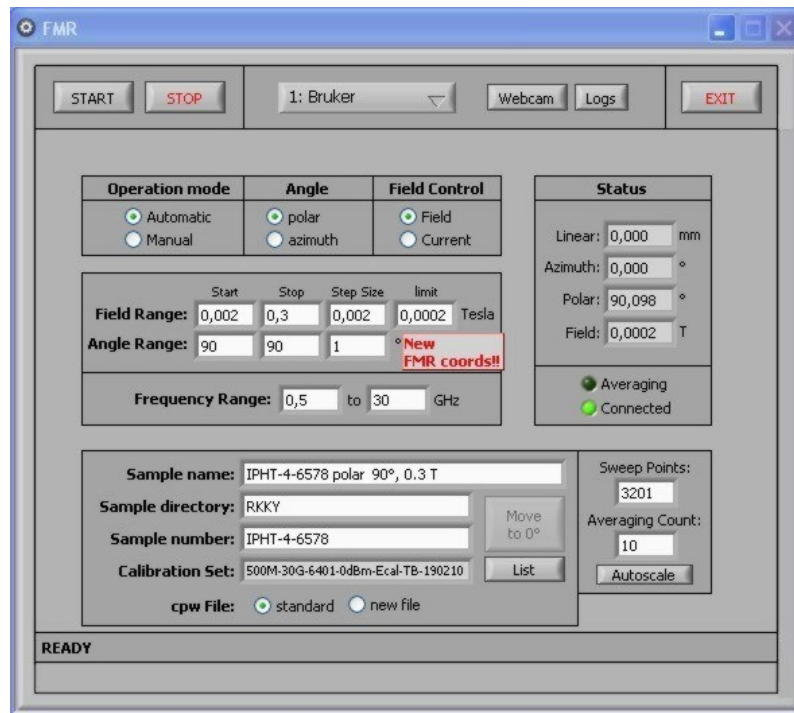 FMR
START STOP 1: Bruker Webcam Logs EXIT
Operation mode Angle Field Control
Automatic polar Field
Manual azimuth Current
Status
Linear: 0,000 mm
Azimuth: 0,000 °
Polar: 90,098 °
Field: 0,0002 T
Averaging
Connected
Start Stop Step Size limit
Field Range: 0,002 0,3 0,002 0,0002 Tesla
Angle Range: 90 90 1 ° New
FMR coords!!
Frequency Range: 0,5 to 30 GHz
Sample name: IPHT-4-6578 polar 90°, 0.3 T
Sample directory: RKKY
Sample number: IPHT-4-6578
Move
to 0°
Calibration Set: 500M-30G-6401-0dBm-Ecal-TB-190210 List
cpw File: standard new file
Sweep Points:
3201
Averaging Count:
10
Autoscale
READY